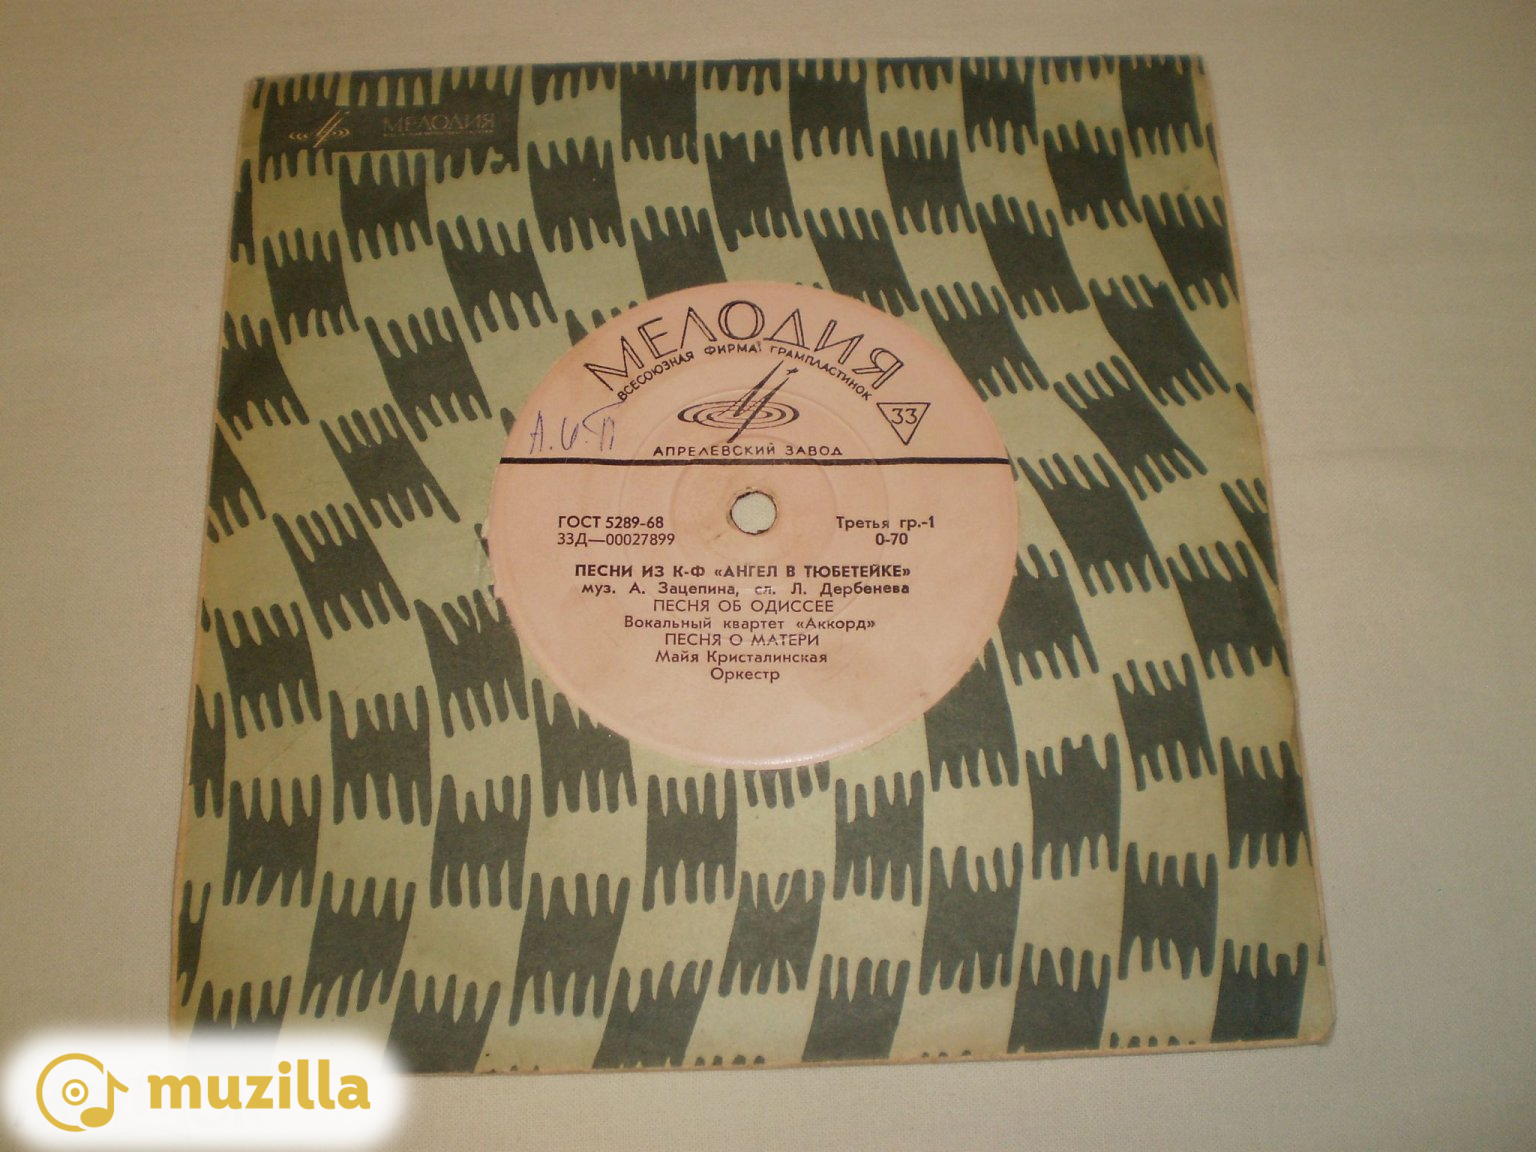 МЕЛОДИЯ
МЕЛОДИЯ
ВСЕСОЮЗНАЯ ФИРМА ГРАМПЛАСТИНОК
33
А.И.П
АПРЕЛЕВСКИЙ ЗАВОД
ГОСТ 5289-68 Третья гр.-1
33Д—00027899 0-70
ПЕСНИ ИЗ К-Ф «АНГЕЛ В ТЮБЕТЕЙКЕ»
муз. А. Зацепина, сл. Л. Дербенева
ПЕСНЯ ОБ ОДИССЕЕ
Вокальный квартет «Аккорд»
ПЕСНЯ О МАТЕРИ
Майя Кристалинская
Оркестр
muzilla